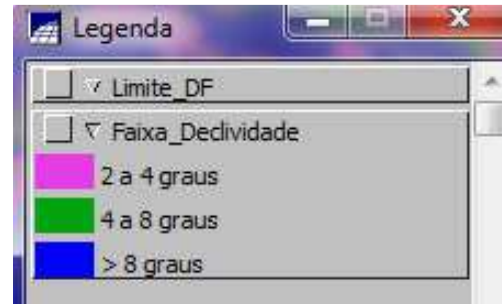 Legenda
Limite_DF
Faixa_Declividade
2 a 4 graus
4 a 8 graus
> 8 graus